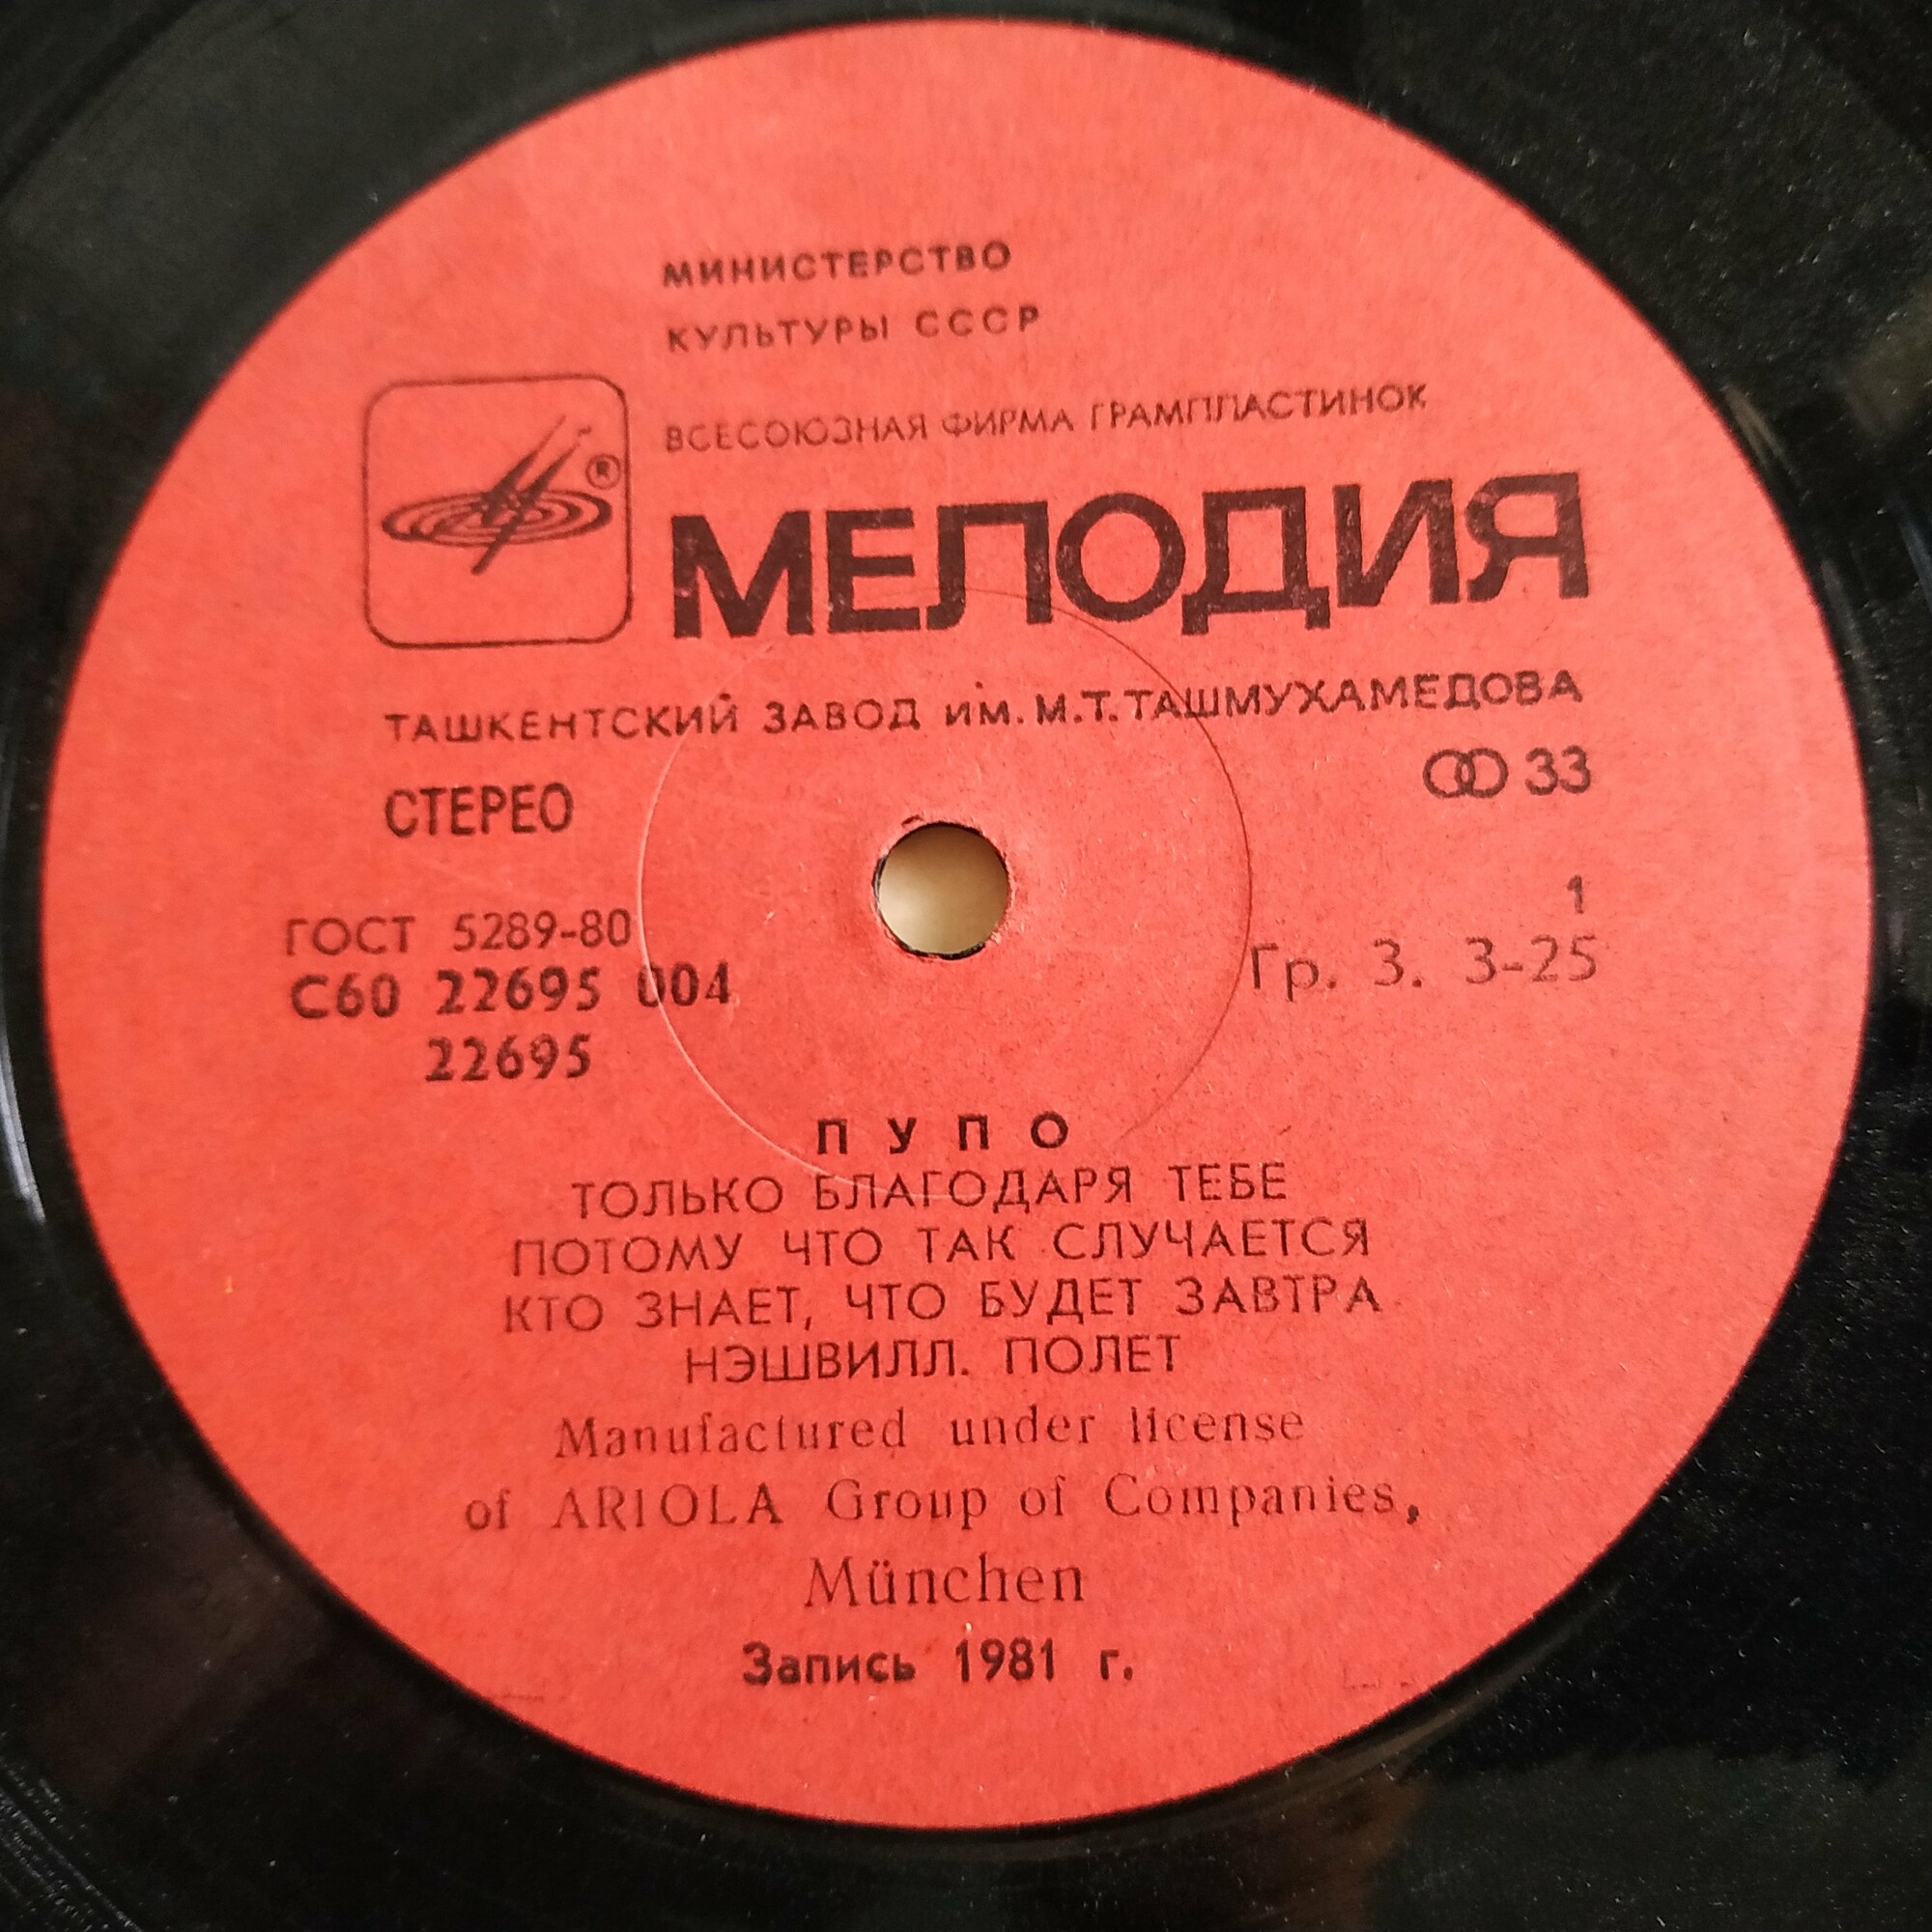 МИНИСТЕРСТВО
КУЛЬТУРЫ СССР
ВСЕСОЮЗНАЯ ФИРМА ГРАМПЛАСТИНОК
®
МЕЛОДИЯ
ТАШКЕНТСКИЙ ЗАВОД ИМ. М.Т. ТАШМУХАМЕДОВА
СТЕРЕО 33
1
ГОСТ 5289-80
Гр. 3. 3-25
С60 22695 004
22695
ПУПО
ТОЛЬКО БЛАГОДАРЯ ТЕБЕ
ПОТОМУ ЧТО ТАК СЛУЧАЕТСЯ
КТО ЗНАЕТ, ЧТО БУДЕТ ЗАВТРА
НЭШВИЛЛ. ПОЛЕТ
Manufactured under license
of ARIOLA Group of Companies,
München
Запись 1981 г.